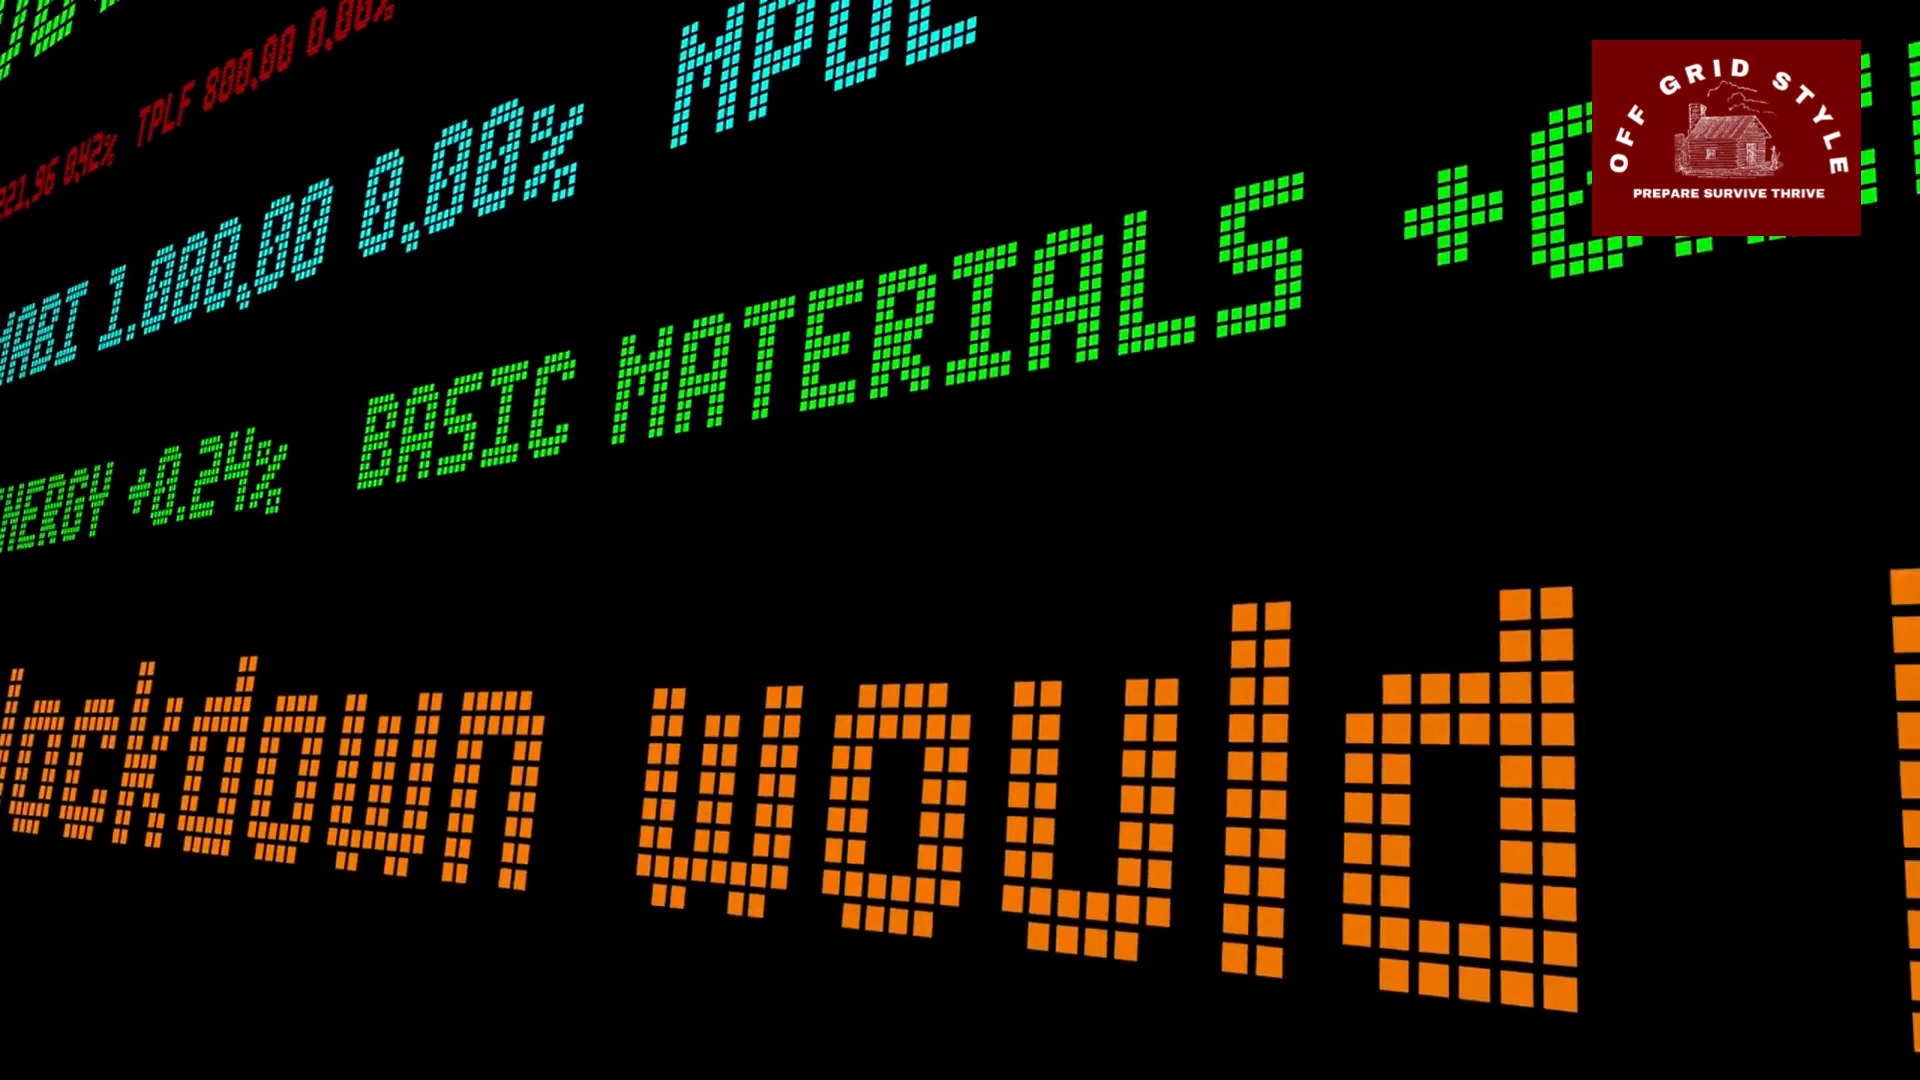 TPLF 800.00 0.00%
1.000,00 0,00% MPOL
OFF GRID STYLE
PREPARE SURVIVE THRIVE
+0.24% BASIC MATERIALS
lockdown would